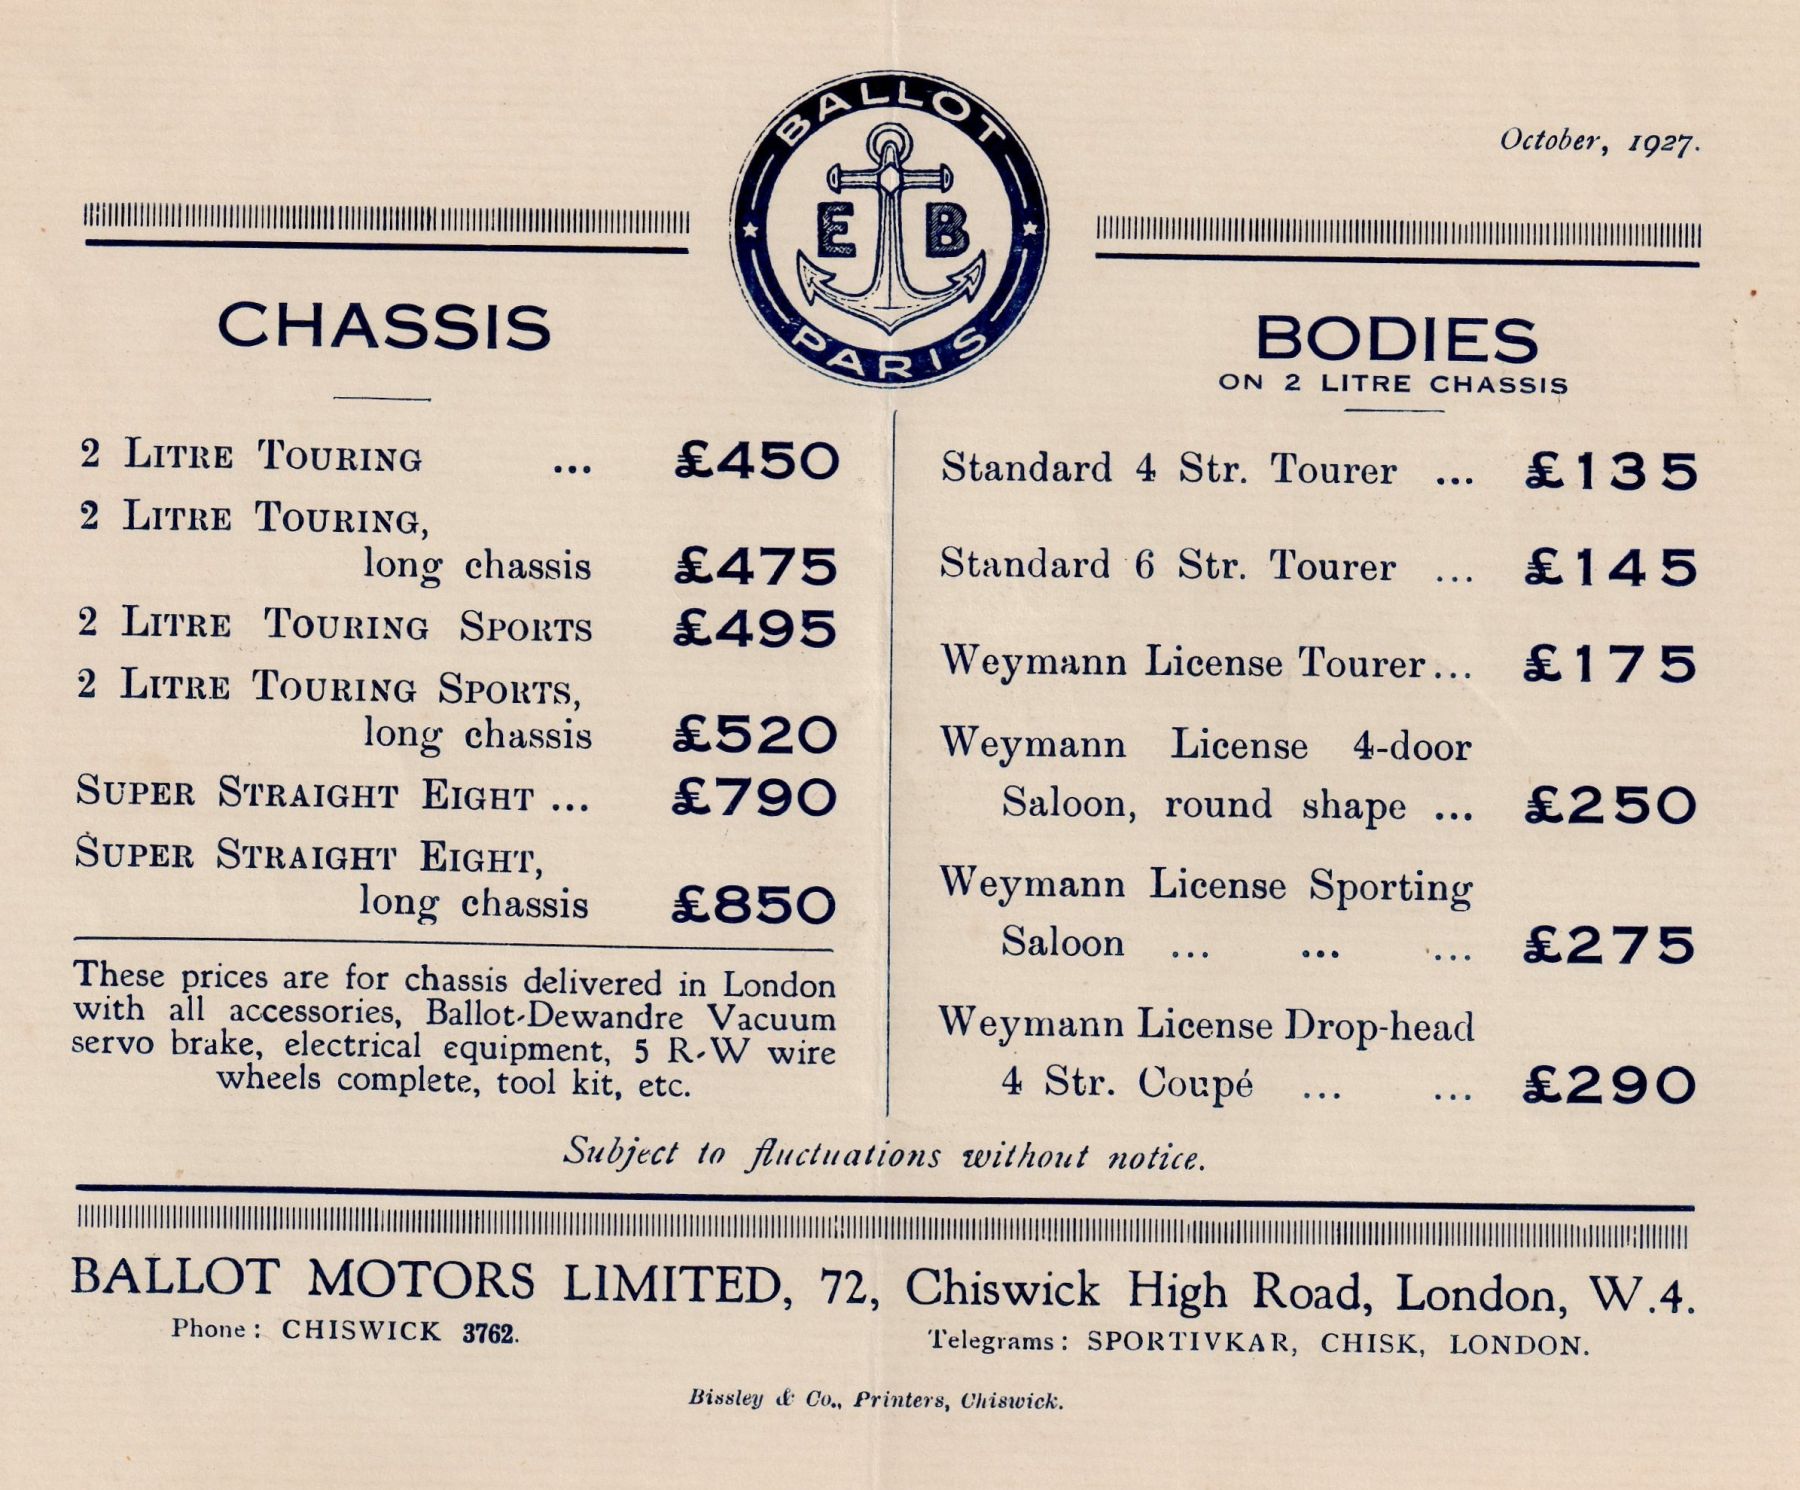 BALLOT
E B
PARIS
October, 1927.
CHASSIS
2 LITRE TOURING ... £450
2 LITRE TOURING,
long chassis £475
2 LITRE TOURING SPORTS £495
2 LITRE TOURING SPORTS,
long chassis £520
SUPER STRAIGHT EIGHT ... £790
SUPER STRAIGHT EIGHT,
long chassis £850
These prices are for chassis delivered in London
with all accessories, Ballot-Dewandre Vacuum
servo brake, electrical equipment, 5 R-W wire
wheels complete, tool kit, etc.
BODIES
ON 2 LITRE CHASSIS
Standard 4 Str. Tourer ... £135
Standard 6 Str. Tourer ... £145
Weymann License Tourer... £175
Weymann License 4-door
Saloon, round shape ... £250
Weymann License Sporting
Saloon ... ... ... £275
Weymann License Drop-head
4 Str. Coupé ... ... £290
Subject to fluctuations without notice.
BALLOT MOTORS LIMITED, 72, Chiswick High Road, London, W.4.
Phone: CHISWICK 3762.
Telegrams: SPORTIVKAR, CHISK, LONDON.
Bissley & Co., Printers, Chiswick.